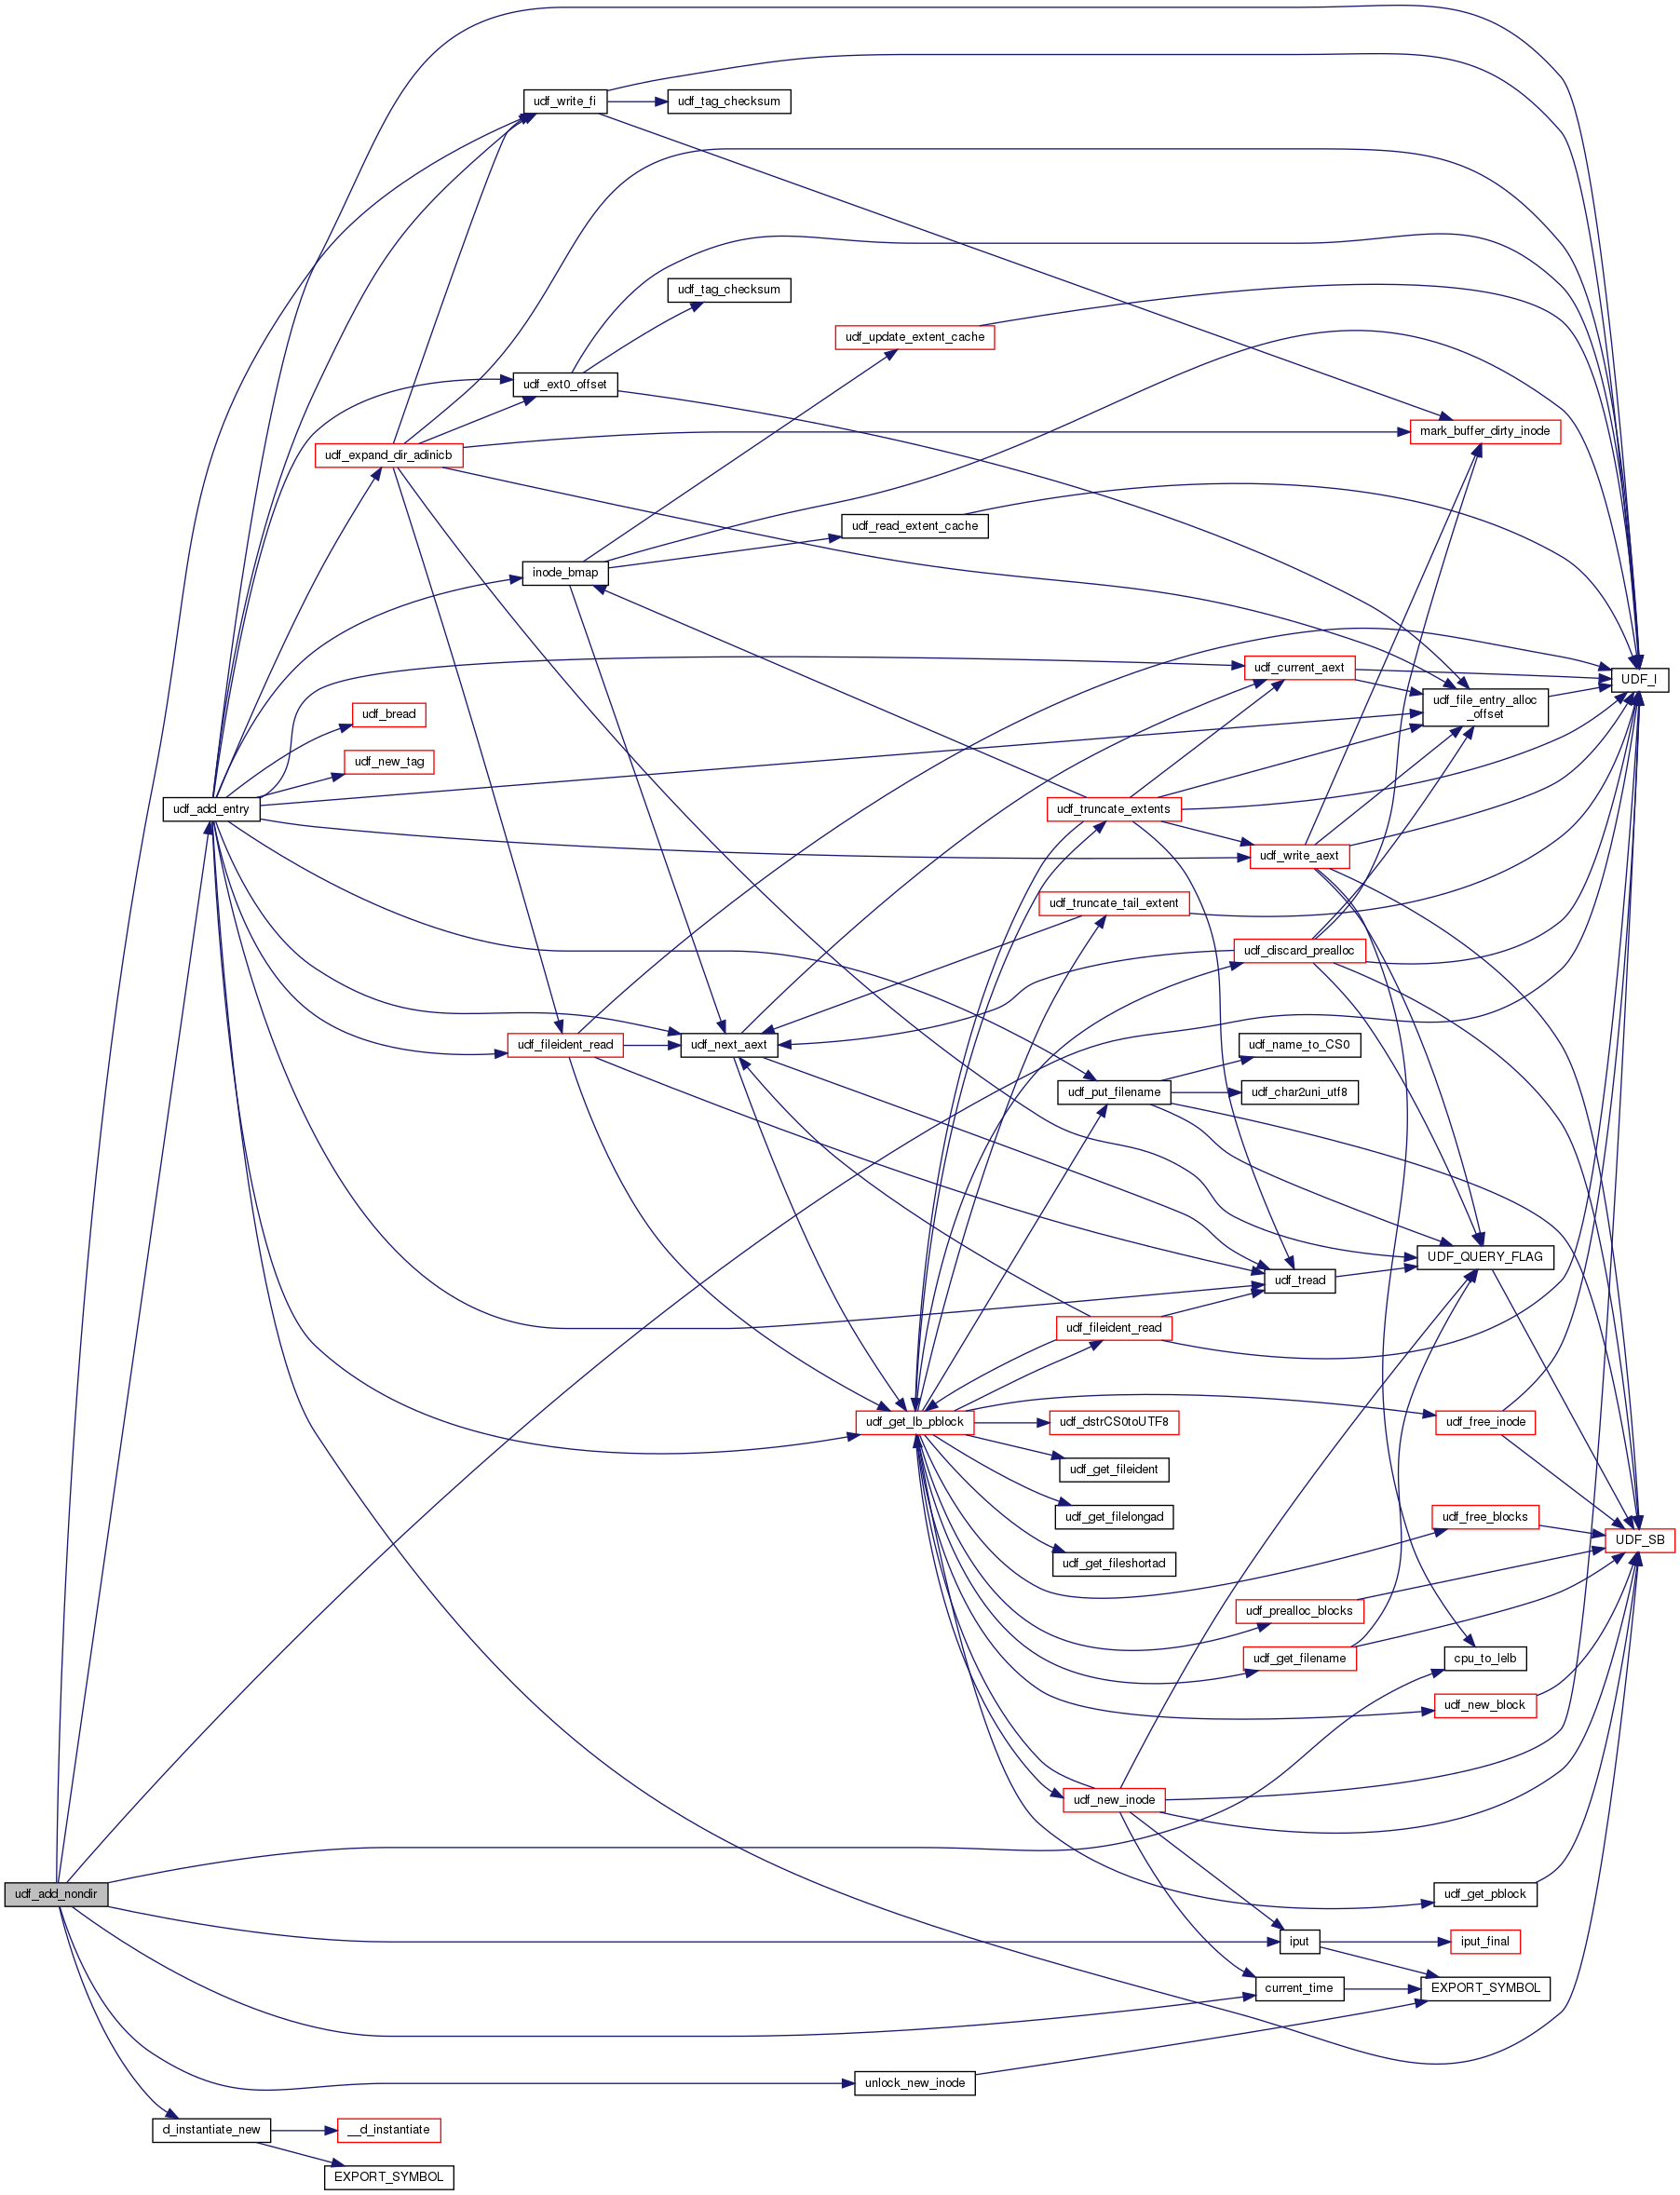 udf_write_fi
udf_tag_checksum
udf_tag_checksum
udf_update_extent_cache
udf_ext0_offset
mark_buffer_dirty_inode
udf_expand_dir_adinicb
udf_read_extent_cache
inode_bmap
udf_current_aext
UDF_I
udf_file_entry_alloc
_offset
udf_bread
udf_new_tag
udf_add_entry
udf_truncate_extents
udf_write_aext
udf_truncate_tail_extent
udf_discard_prealloc
udf_fileident_read
udf_next_aext
udf_name_to_CS0
udf_put_filename
udf_char2uni_utf8
UDF_QUERY_FLAG
udf_tread
udf_fileident_read
udf_get_lb_pblock
udf_dstrCS0toUTF8
udf_free_inode
udf_get_fileident
udf_get_filelongad
udf_free_blocks
UDF_SB
udf_get_fileshortad
udf_prealloc_blocks
udf_get_filename
cpu_to_lelb
udf_new_block
udf_new_inode
udf_add_nondir
udf_get_pblock
iput
iput_final
current_time
EXPORT_SYMBOL
unlock_new_inode
d_instantiate_new
__d_instantiate
EXPORT_SYMBOL